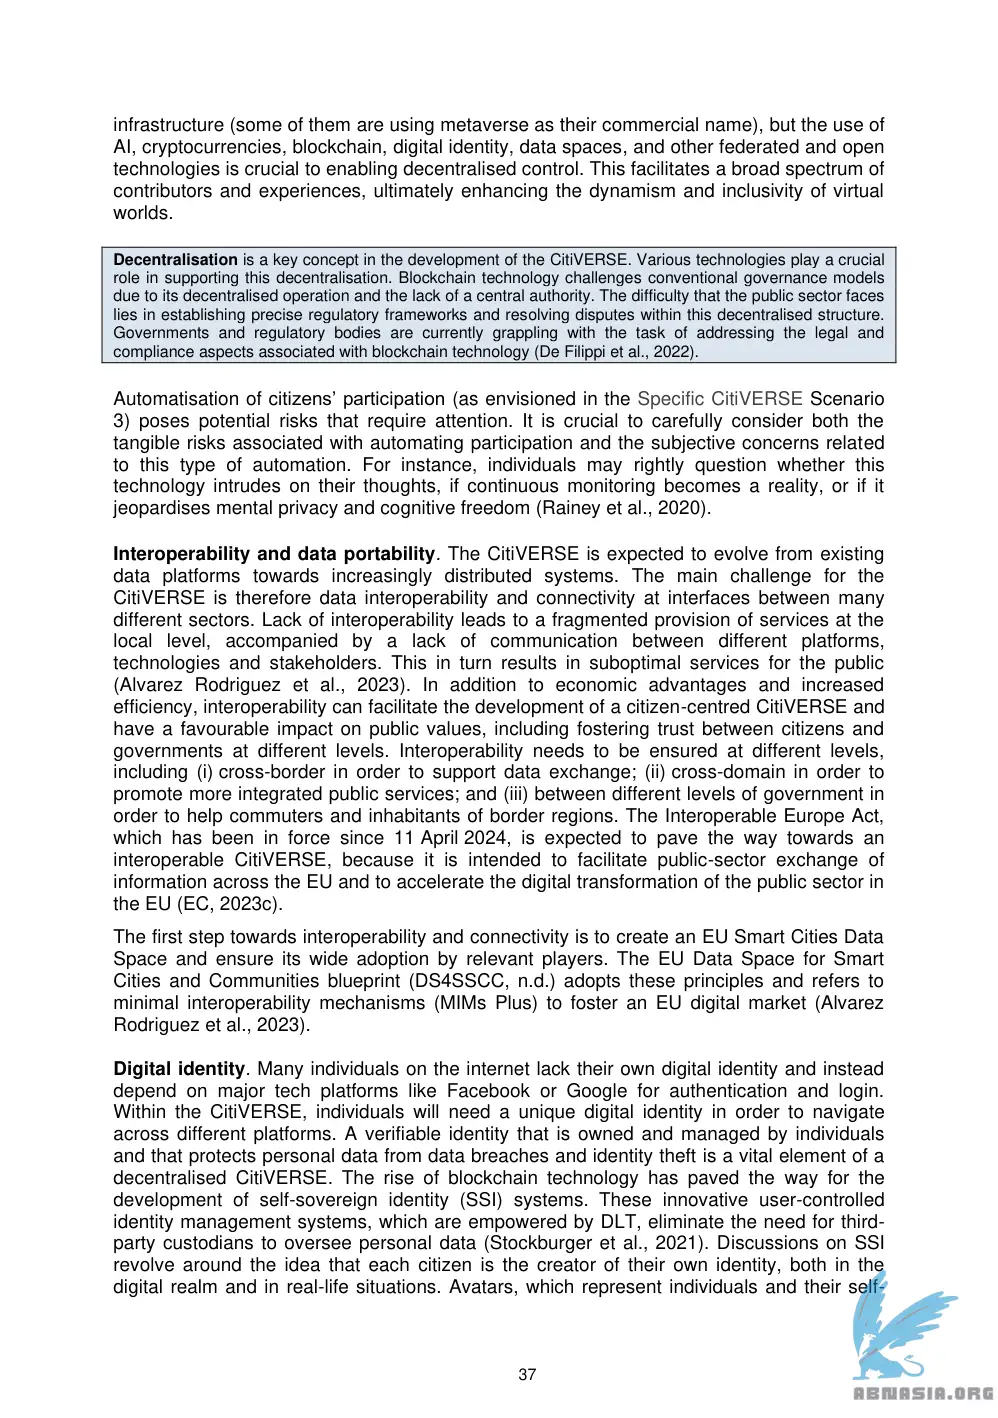 infrastructure (some of them are using metaverse as their commercial name), but the use of
AI, cryptocurrencies, blockchain, digital identity, data spaces, and other federated and open
technologies is crucial to enabling decentralised control. This facilitates a broad spectrum of
contributors and experiences, ultimately enhancing the dynamism and inclusivity of virtual
worlds.
Decentralisation is a key concept in the development of the CitiVERSE. Various technologies play a crucial
role in supporting this decentralisation. Blockchain technology challenges conventional governance models
due to its decentralised operation and the lack of a central authority. The difficulty that the public sector faces
lies in establishing precise regulatory frameworks and resolving disputes within this decentralised structure.
Governments and regulatory bodies are currently grappling with the task of addressing the legal and
compliance aspects associated with blockchain technology (De Filippi et al., 2022).
Automatisation of citizens’ participation (as envisioned in the Specific CitiVERSE Scenario
3) poses potential risks that require attention. It is crucial to carefully consider both the
tangible risks associated with automating participation and the subjective concerns related
to this type of automation. For instance, individuals may rightly question whether this
technology intrudes on their thoughts, if continuous monitoring becomes a reality, or if it
jeopardises mental privacy and cognitive freedom (Rainey et al., 2020).
Interoperability and data portability. The CitiVERSE is expected to evolve from existing
data platforms towards increasingly distributed systems. The main challenge for the
CitiVERSE is therefore data interoperability and connectivity at interfaces between many
different sectors. Lack of interoperability leads to a fragmented provision of services at the
local level, accompanied by a lack of communication between different platforms,
technologies and stakeholders. This in turn results in suboptimal services for the public
(Alvarez Rodriguez et al., 2023). In addition to economic advantages and increased
efficiency, interoperability can facilitate the development of a citizen-centred CitiVERSE and
have a favourable impact on public values, including fostering trust between citizens and
governments at different levels. Interoperability needs to be ensured at different levels,
including (i) cross-border in order to support data exchange; (ii) cross-domain in order to
promote more integrated public services; and (iii) between different levels of government in
order to help commuters and inhabitants of border regions. The Interoperable Europe Act,
which has been in force since 11 April 2024, is expected to pave the way towards an
interoperable CitiVERSE, because it is intended to facilitate public-sector exchange of
information across the EU and to accelerate the digital transformation of the public sector in
the EU (EC, 2023c).
The first step towards interoperability and connectivity is to create an EU Smart Cities Data
Space and ensure its wide adoption by relevant players. The EU Data Space for Smart
Cities and Communities blueprint (DS4SSCC, n.d.) adopts these principles and refers to
minimal interoperability mechanisms (MIMs Plus) to foster an EU digital market (Alvarez
Rodriguez et al., 2023).
Digital identity. Many individuals on the internet lack their own digital identity and instead
depend on major tech platforms like Facebook or Google for authentication and login.
Within the CitiVERSE, individuals will need a unique digital identity in order to navigate
across different platforms. A verifiable identity that is owned and managed by individuals
and that protects personal data from data breaches and identity theft is a vital element of a
decentralised CitiVERSE. The rise of blockchain technology has paved the way for the
development of self-sovereign identity (SSI) systems. These innovative user-controlled
identity management systems, which are empowered by DLT, eliminate the need for third-
party custodians to oversee personal data (Stockburger et al., 2021). Discussions on SSI
revolve around the idea that each citizen is the creator of their own identity, both in the
digital realm and in real-life situations. Avatars, which represent individuals and their self-
37
ABNASIA.ORG